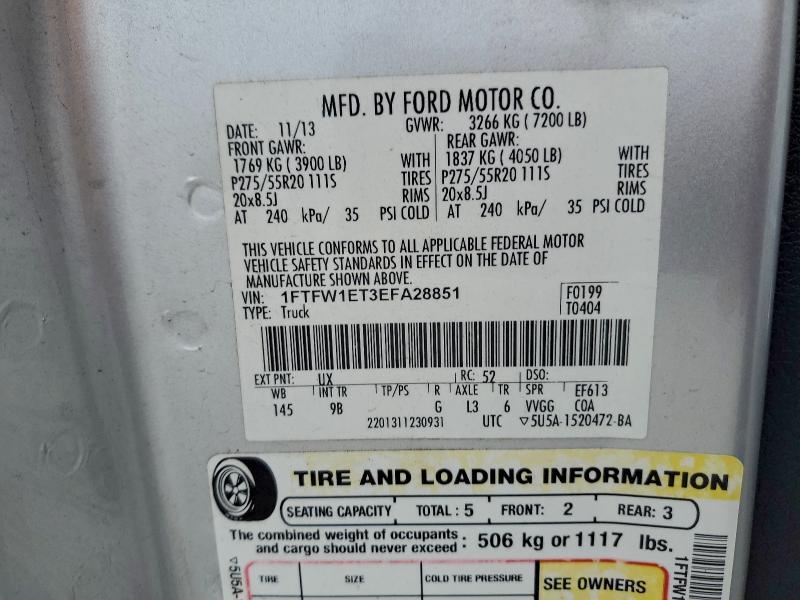 MFD. BY FORD MOTOR CO.
DATE: 11/13 GVWR: 3266 KG ( 7200 LB)
FRONT GAWR: REAR GAWR:
1769 KG ( 3900 LB) WITH 1837 KG ( 4050 LB) WITH
P275/55R20 111S TIRES P275/55R20 111S TIRES
20x8.5J RIMS 20x8.5J RIMS
AT 240 kPa/ 35 PSI COLD AT 240 kPa/ 35 PSI COLD
THIS VEHICLE CONFORMS TO ALL APPLICABLE FEDERAL MOTOR
VEHICLE SAFETY STANDARDS IN EFFECT ON THE DATE OF
MANUFACTURE SHOWN ABOVE.
VIN: 1FTFW1ET3EFA28851 F0199
TYPE: Truck T0404
EXT PNT: UX RC: 52 DSO:
WB INT TR TP/PS R AXLE TR SPR EF613
145 9B G L3 6 VVGG COA
2201311230931 UTC ▽5U5A-1520472-BA
TIRE AND LOADING INFORMATION
SEATING CAPACITY TOTAL : 5 FRONT: 2 REAR: 3
The combined weight of occupants
and cargo should never exceed : 506 kg or 1117 lbs.
TIRE SIZE COLD TIRE PRESSURE SEE OWNERS
▽5U5A-
1FTFW1